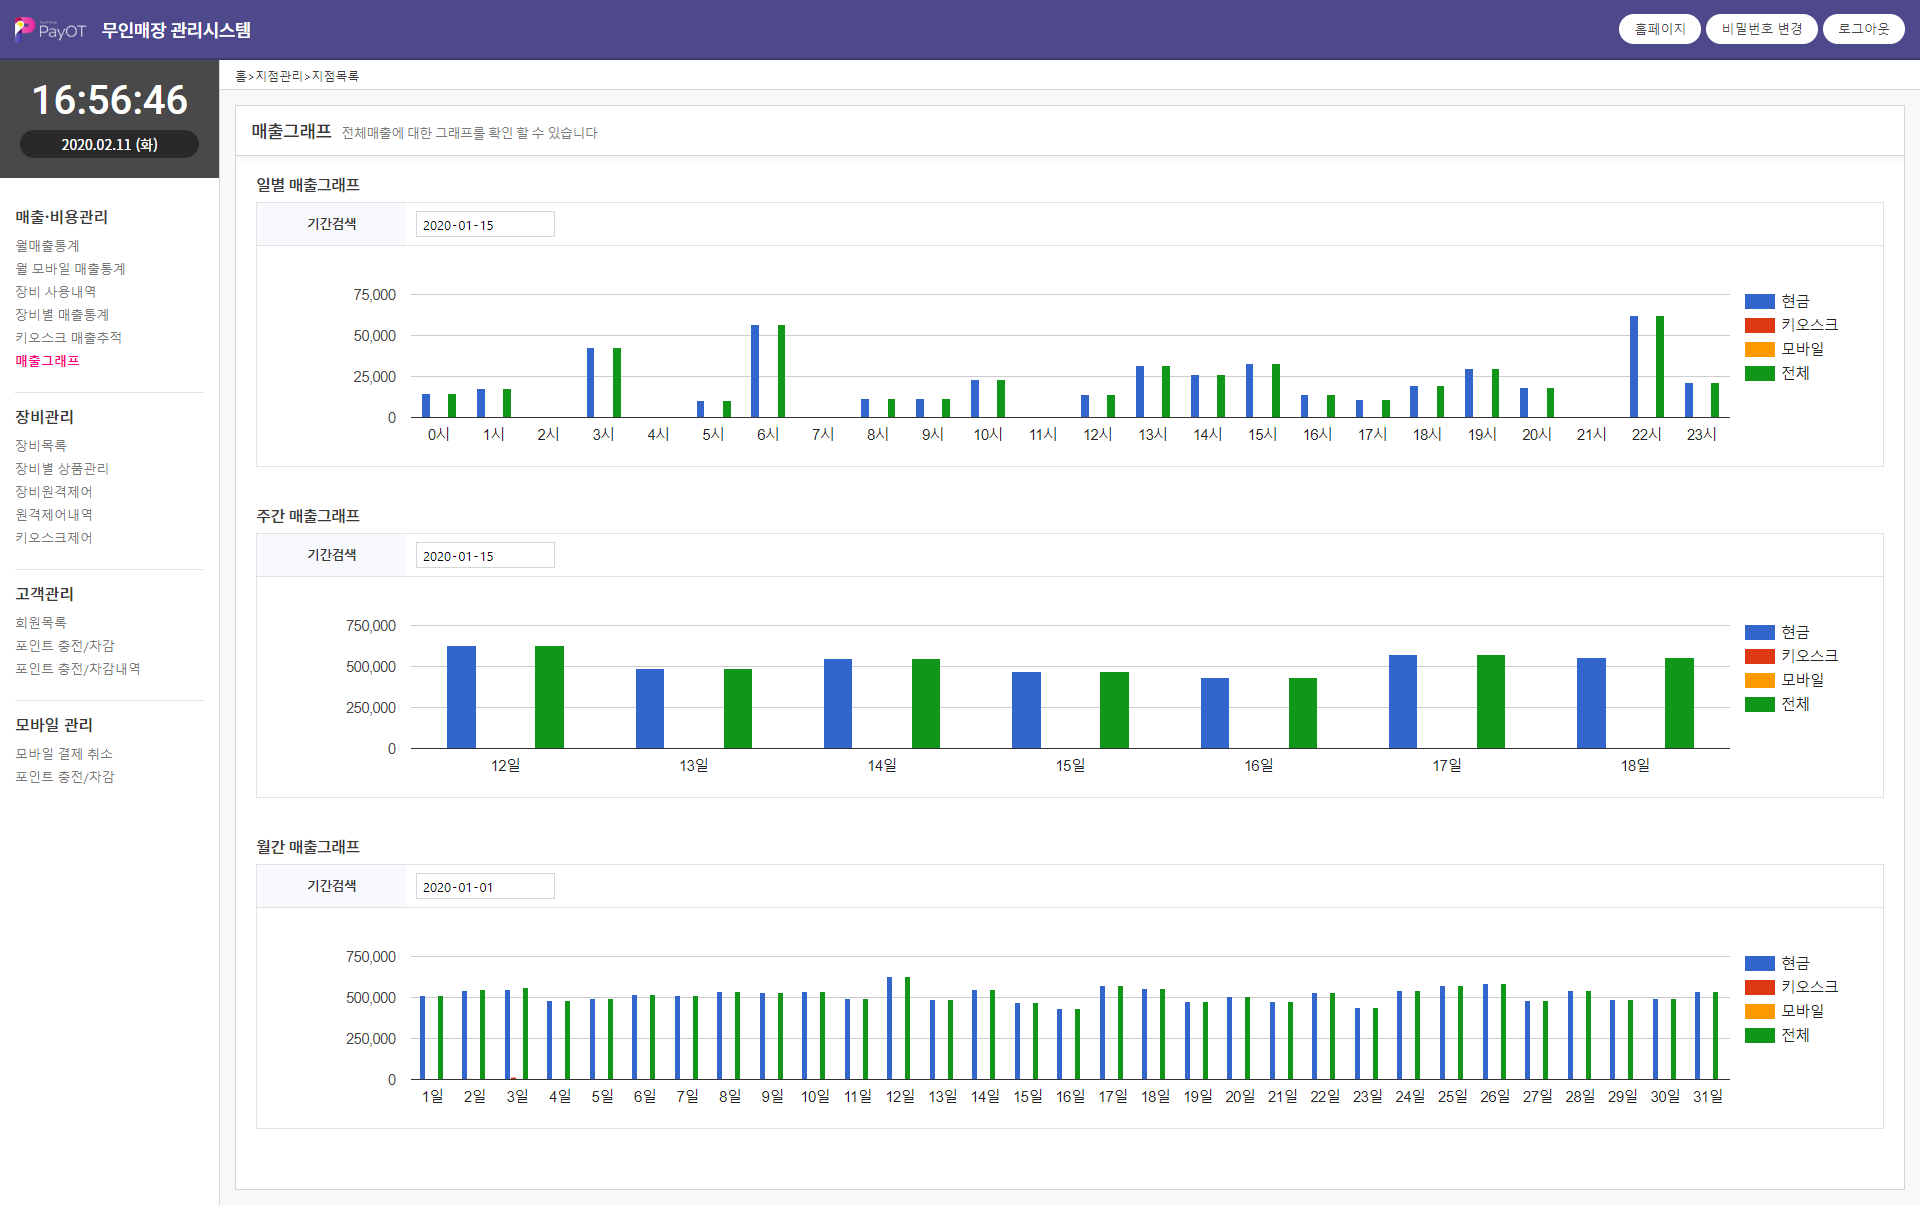 PayOT 무인매장 관리시스템
홈페이지 비밀번호 변경 로그아웃
16:56:46
2020.02.11 (화)
매출·비용관리
월매출통계
월 모바일 매출통계
장비 사용내역
장비별 매출통계
키오스크 매출추적
매출그래프
장비관리
장비목록
장비별 상품관리
장비원격제어
원격제어내역
키오스크제어
고객관리
회원목록
포인트 충전/차감
포인트 충전/차감내역
모바일 관리
모바일 결제 취소
포인트 충전/차감
홈>지점관리>지점목록
매출그래프 전체매출에 대한 그래프를 확인 할 수 있습니다
일별 매출그래프
기간검색 2020-01-15
75,000
50,000
25,000
0
0시 1시 2시 3시 4시 5시 6시 7시 8시 9시 10시 11시 12시 13시 14시 15시 16시 17시 18시 19시 20시 21시 22시 23시
현금
키오스크
모바일
전체
주간 매출그래프
기간검색 2020-01-15
750,000
500,000
250,000
0
12일 13일 14일 15일 16일 17일 18일
현금
키오스크
모바일
전체
월간 매출그래프
기간검색 2020-01-01
750,000
500,000
250,000
0
1일 2일 3일 4일 5일 6일 7일 8일 9일 10일 11일 12일 13일 14일 15일 16일 17일 18일 19일 20일 21일 22일 23일 24일 25일 26일 27일 28일 29일 30일 31일
현금
키오스크
모바일
전체